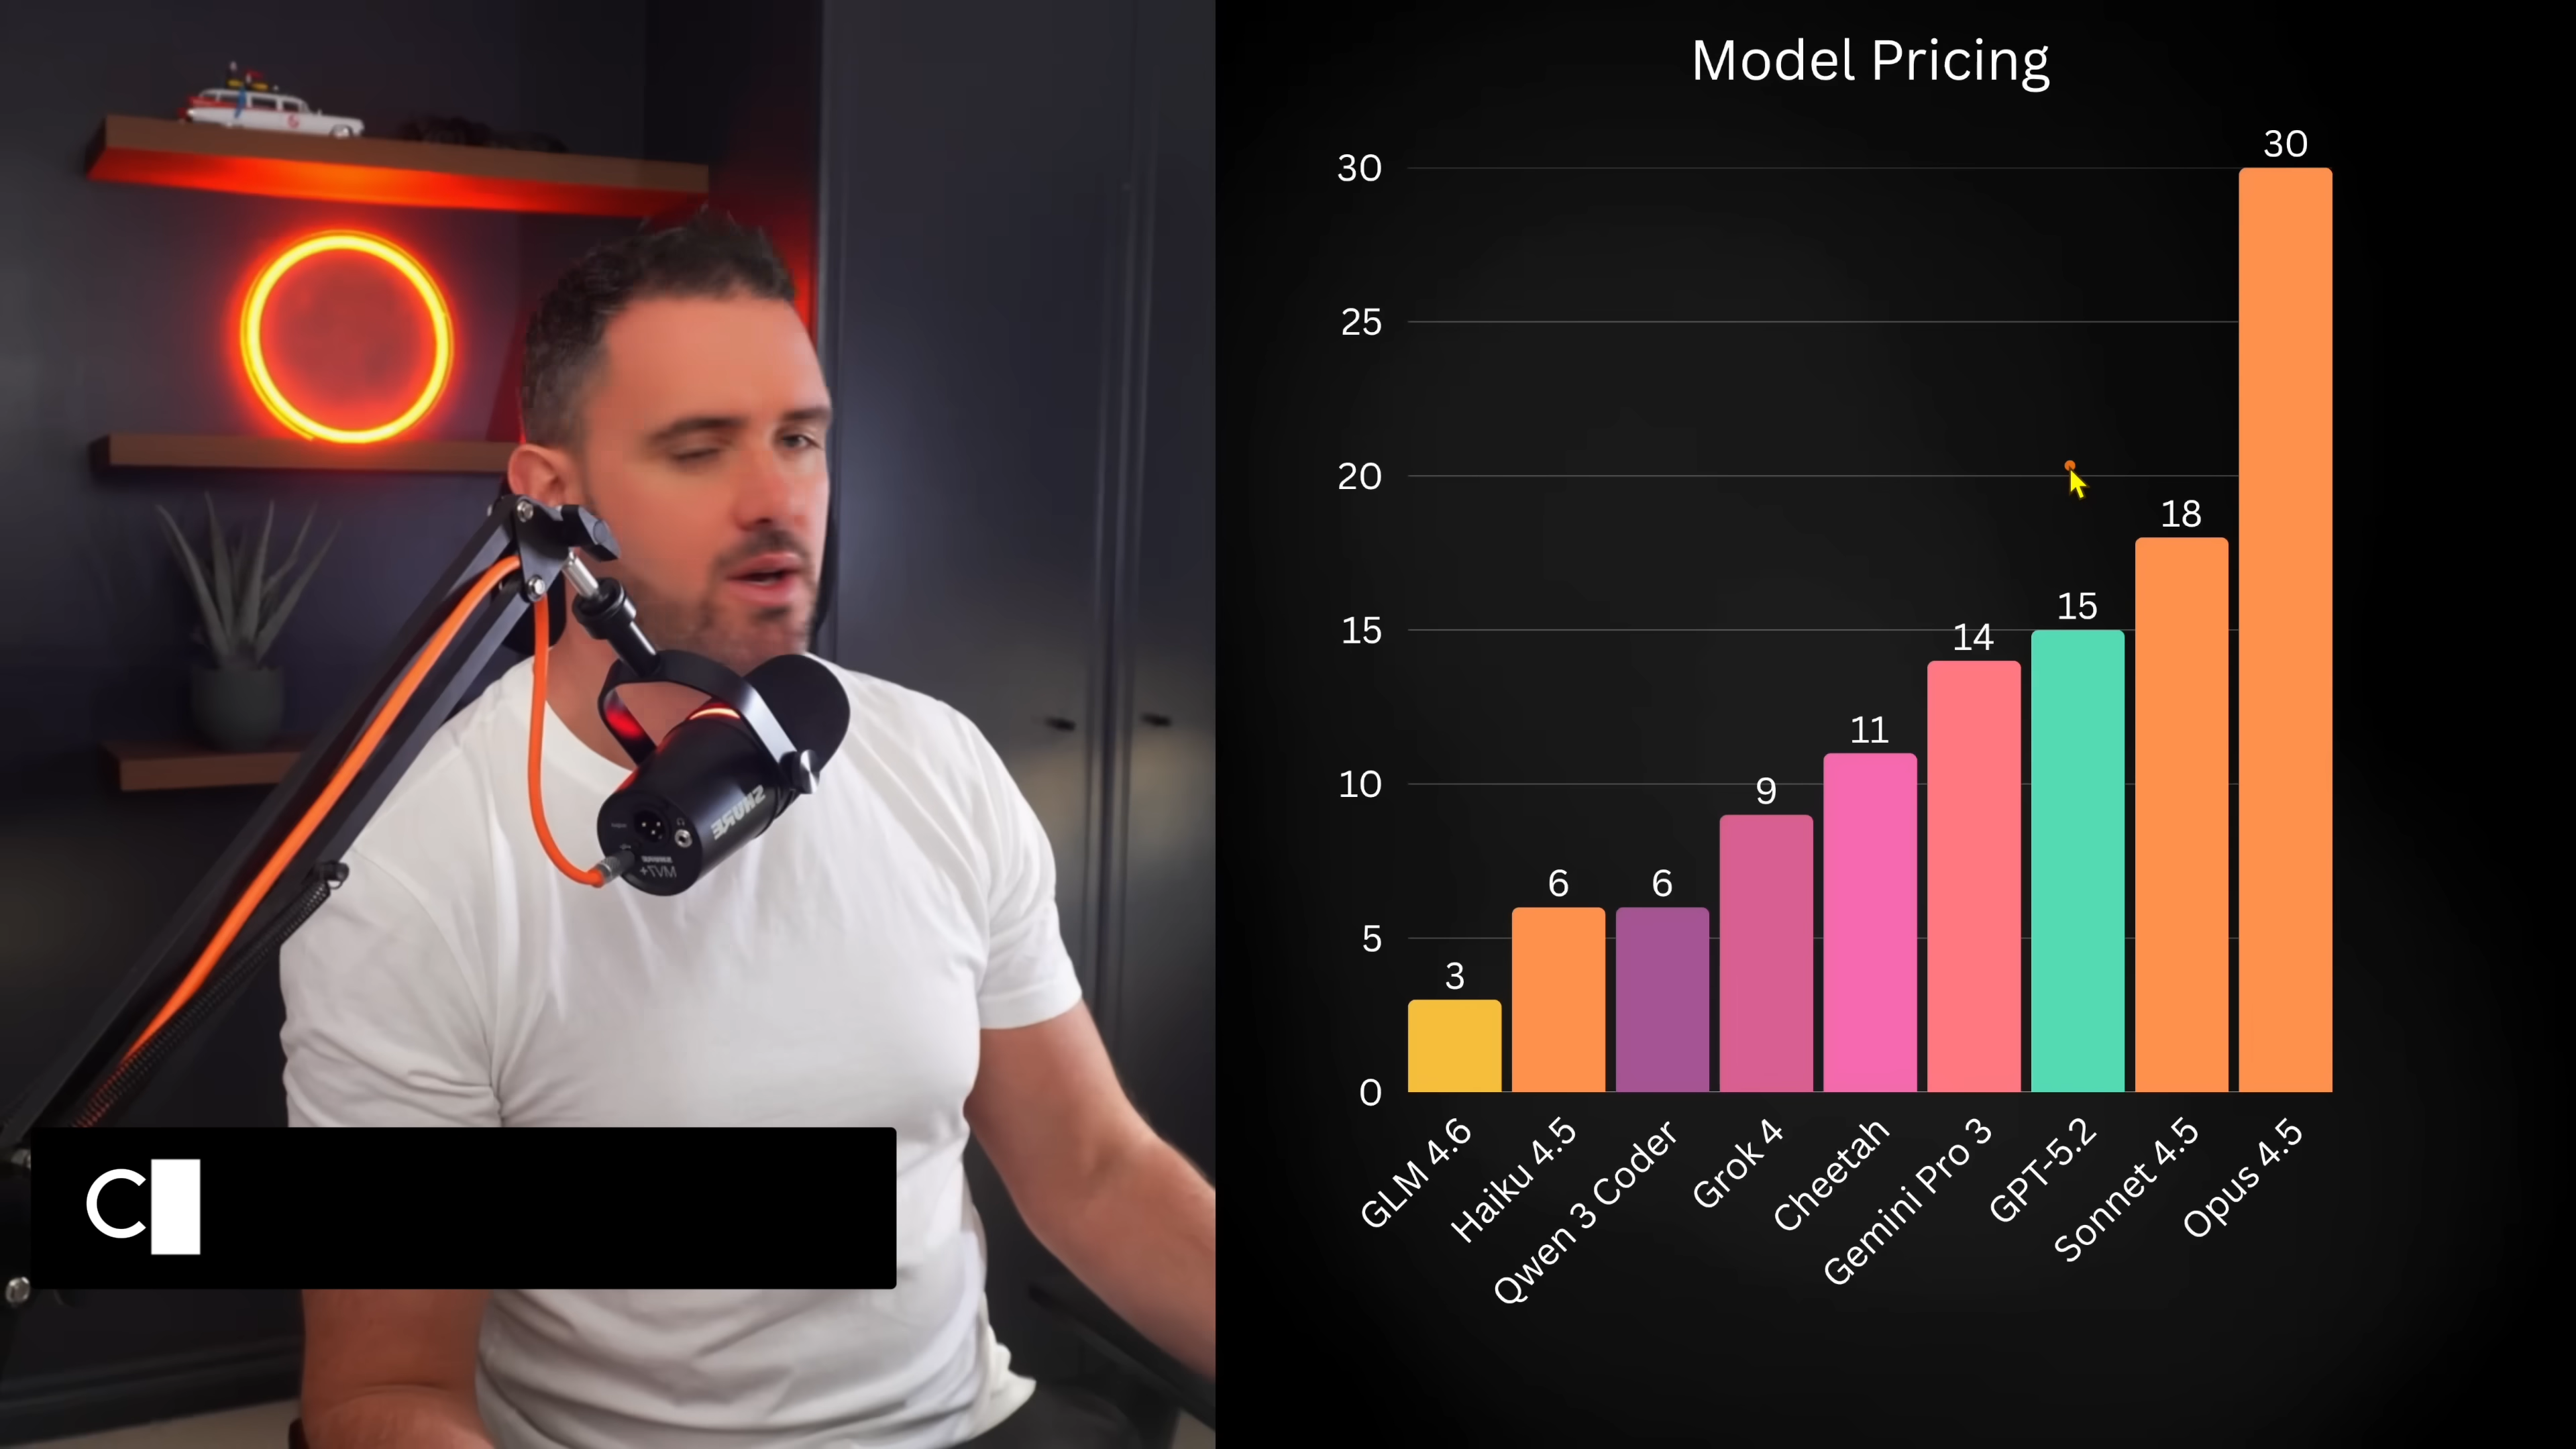 Model Pricing
30
25
20
15
10
5
0
3
6
6
9
11
14
15
18
30
GLM 4.6
Haiku 4.5
Qwen 3 Coder
Grok 4
Cheetah
Gemini Pro 3
GPT-5.2
Sonnet 4.5
Opus 4.5
SHURE
MV7+
C